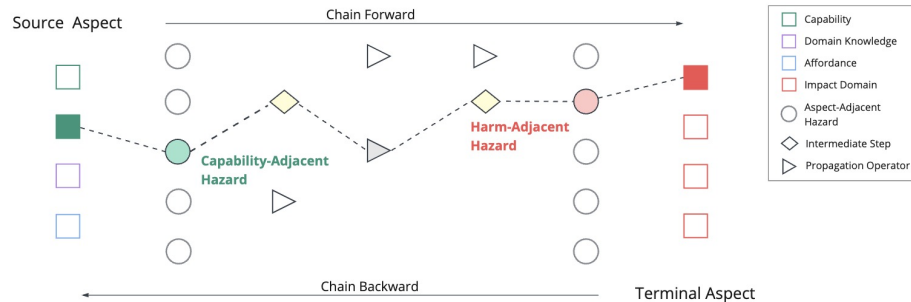 Chain Forward
Source Aspect
Capability
Domain Knowledge
Affordance
Impact Domain
Aspect-Adjacent
Hazard
Intermediate Step
Propagation Operator
Capability-Adjacent
Hazard
Harm-Adjacent
Hazard
Chain Backward
Terminal Aspect